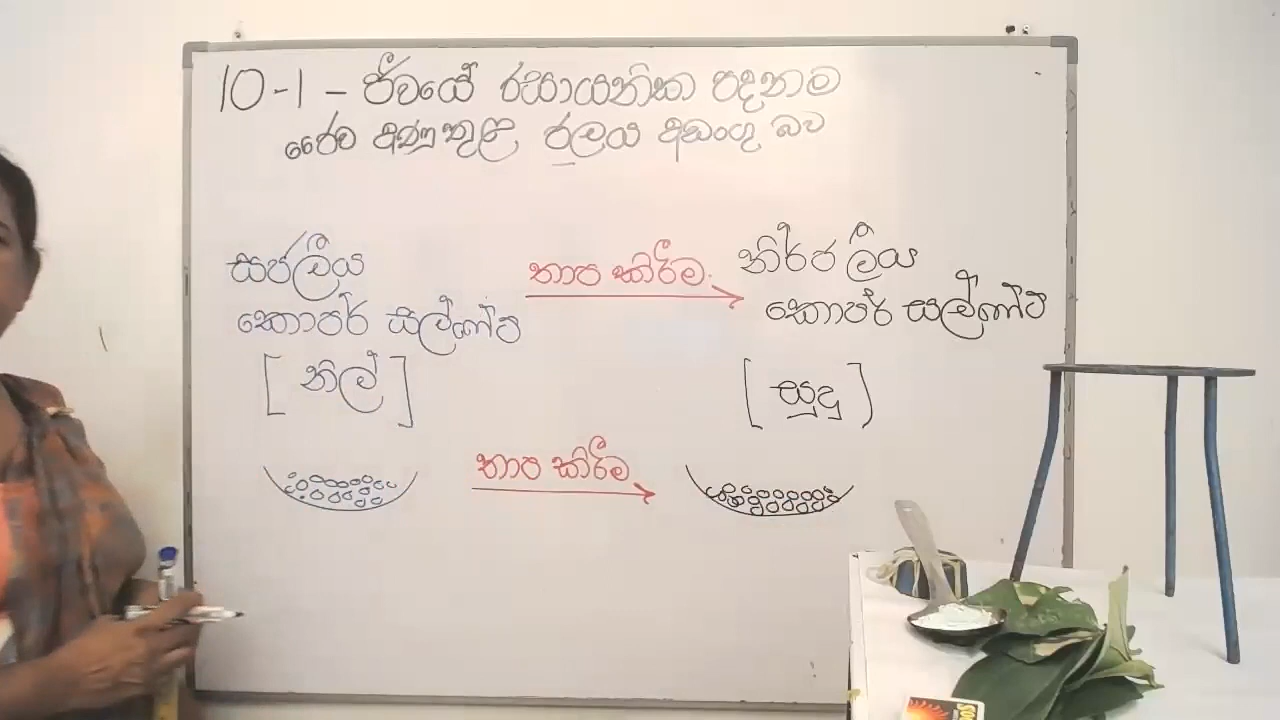 10-1 - ජීවයේ රසායනික පදනම
ජෛව අණු තුළ ජලය අඩංගු බව
සජලීය
කොපර් සල්ෆේට්
[ නිල් ]
තාප කිරීම
නිර්ජලීය
කොපර් සල්ෆේට්
[ සුදු ]
තාප කිරීම